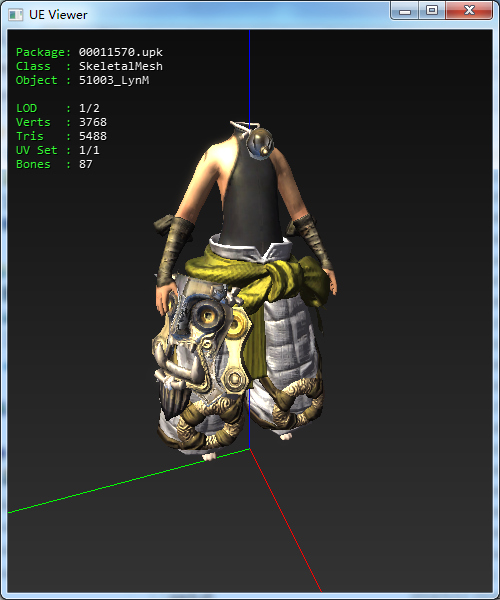 UE Viewer
Package: 00011570.upk
Class : SkeletalMesh
Object : 51003_LynM
LOD : 1/2
Verts : 3768
Tris : 5488
UV Set : 1/1
Bones : 87